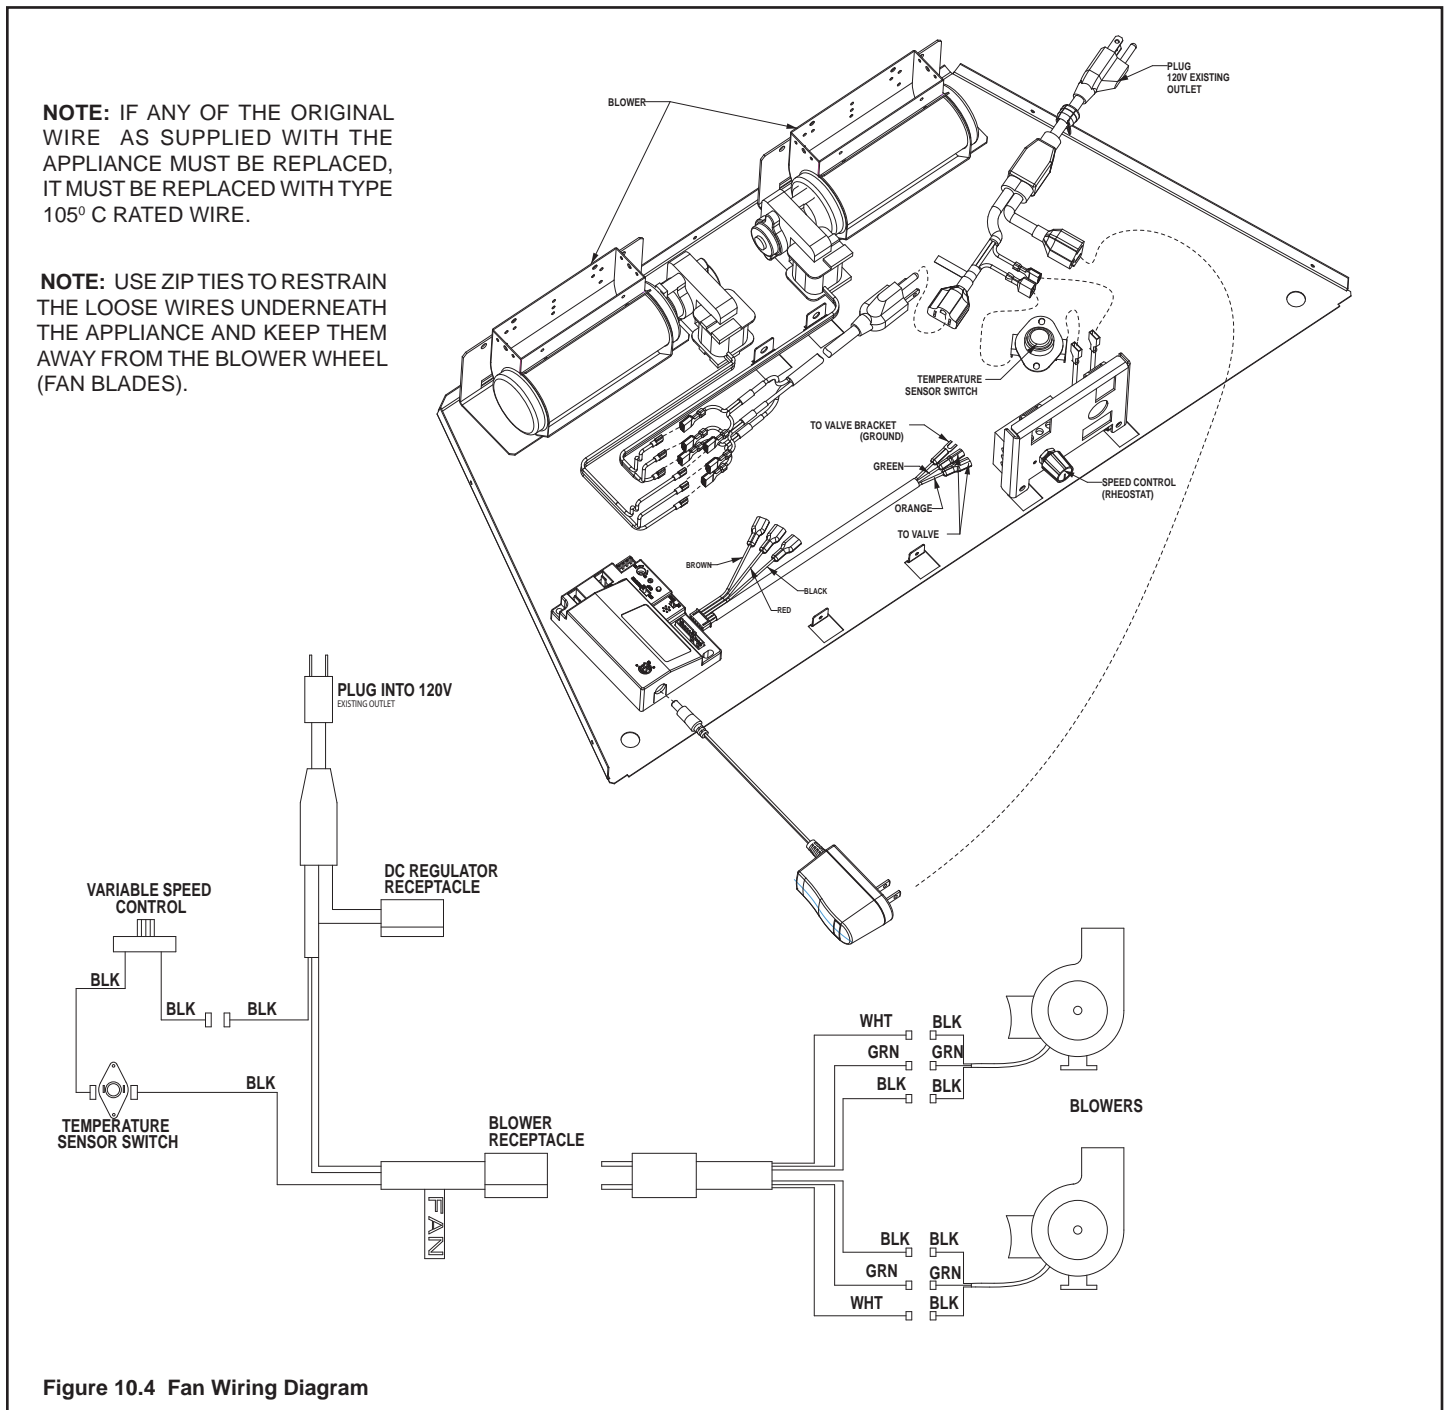 NOTE: IF ANY OF THE ORIGINAL
WIRE AS SUPPLIED WITH THE
APPLIANCE MUST BE REPLACED,
IT MUST BE REPLACED WITH TYPE
105⁰ C RATED WIRE.
NOTE: USE ZIP TIES TO RESTRAIN
THE LOOSE WIRES UNDERNEATH
THE APPLIANCE AND KEEP THEM
AWAY FROM THE BLOWER WHEEL
(FAN BLADES).
BLOWER
PLUG
120V EXISTING
OUTLET
TEMPERATURE
SENSOR SWITCH
TO VALVE BRACKET
(GROUND)
GREEN
ORANGE
TO VALVE
SPEED CONTROL
(RHEOSTAT)
BROWN
BLACK
RED
PLUG INTO 120V
EXISTING OUTLET
DC REGULATOR
RECEPTACLE
VARIABLE SPEED
CONTROL
BLK
BLK
BLK
BLK
TEMPERATURE
SENSOR SWITCH
BLOWER
RECEPTACLE
FAN
WHT
BLK
GRN
GRN
BLK
BLK
BLOWERS
BLK
BLK
GRN
GRN
WHT
BLK
Figure 10.4 Fan Wiring Diagram